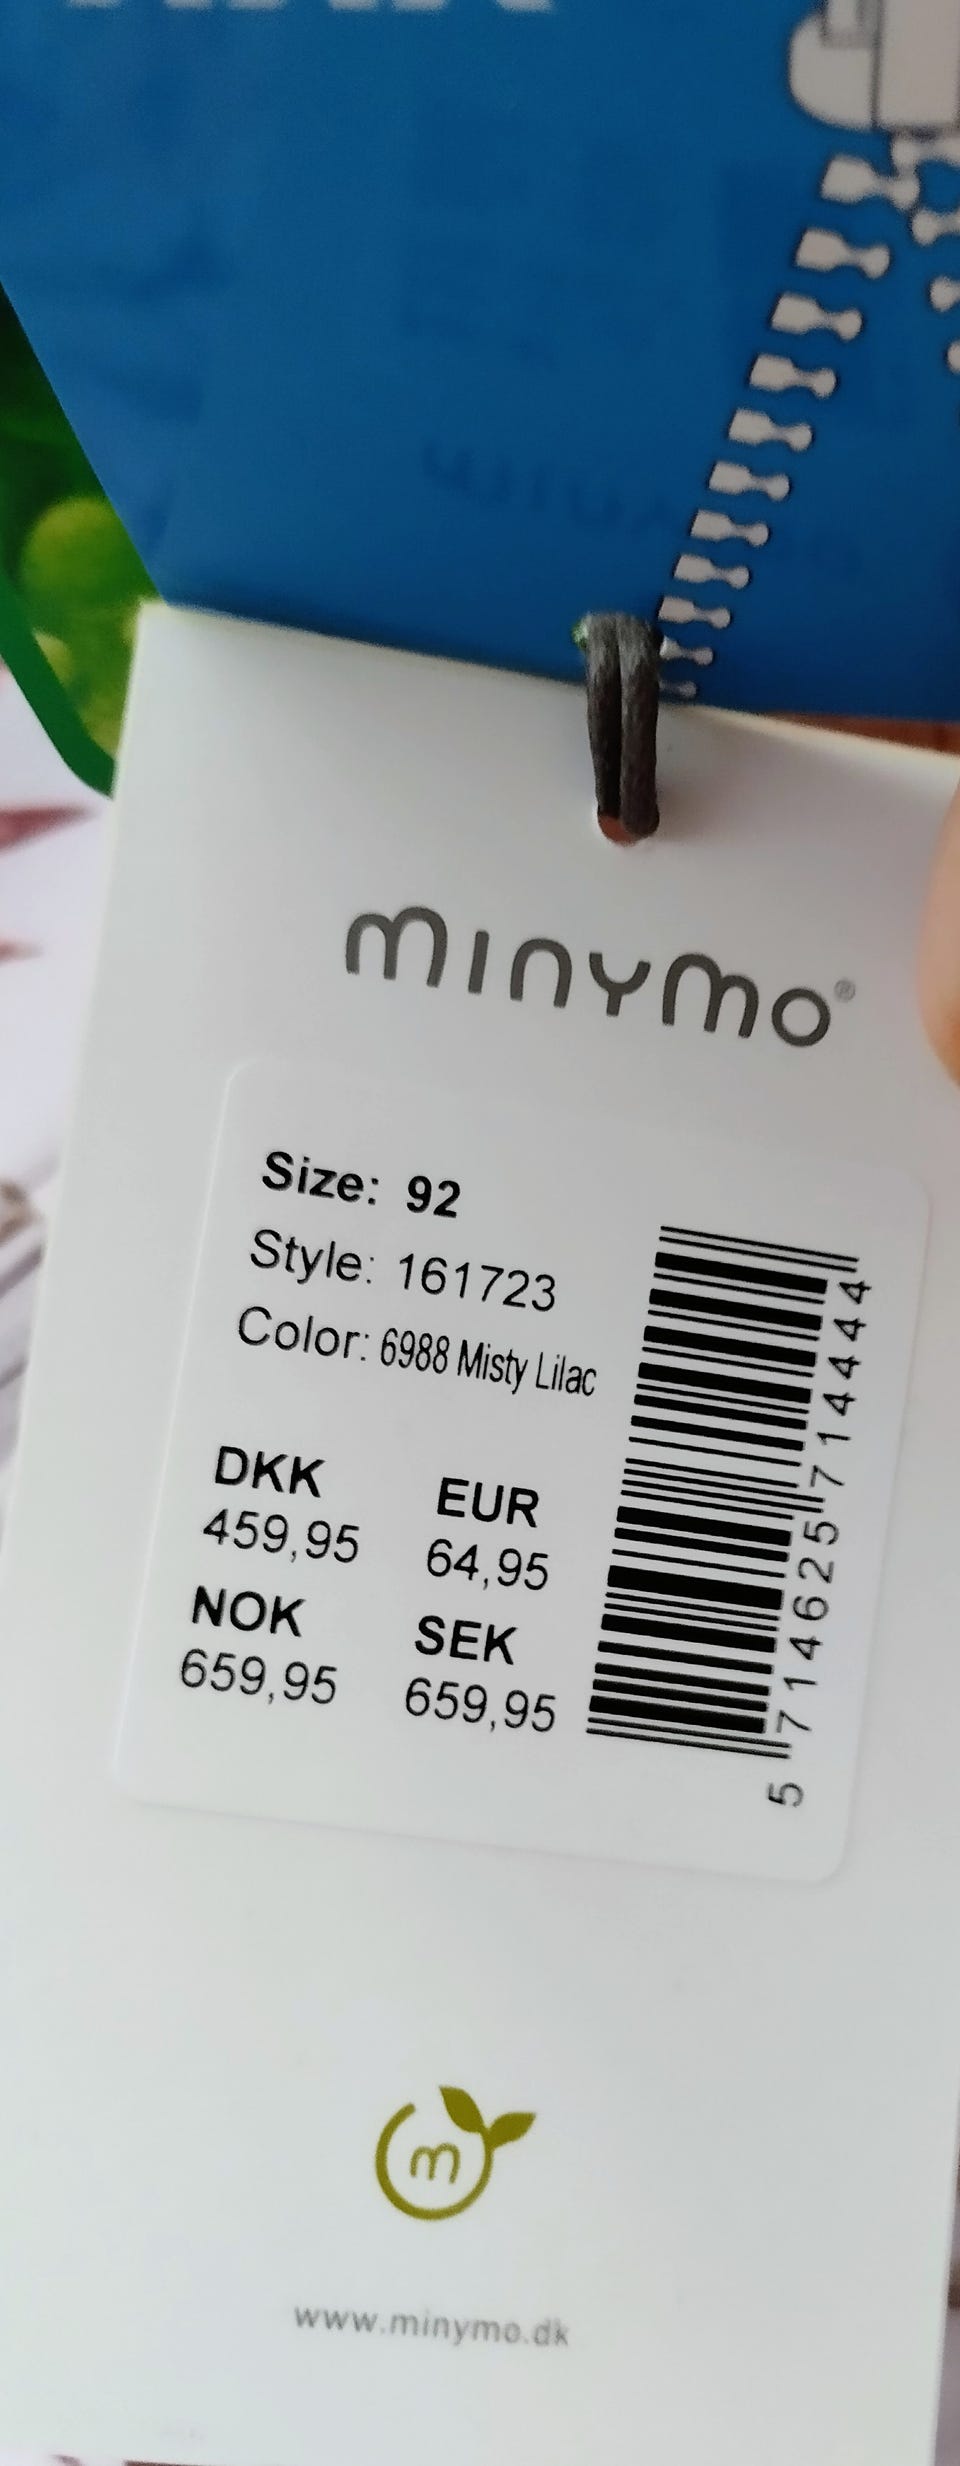 minymo®
Size: 92
Style: 161723
Color: 6988 Misty Lilac
DKK EUR
459,95 64,95
NOK SEK
659,95 659,95
5 714625 714444
m
www.minymo.dk